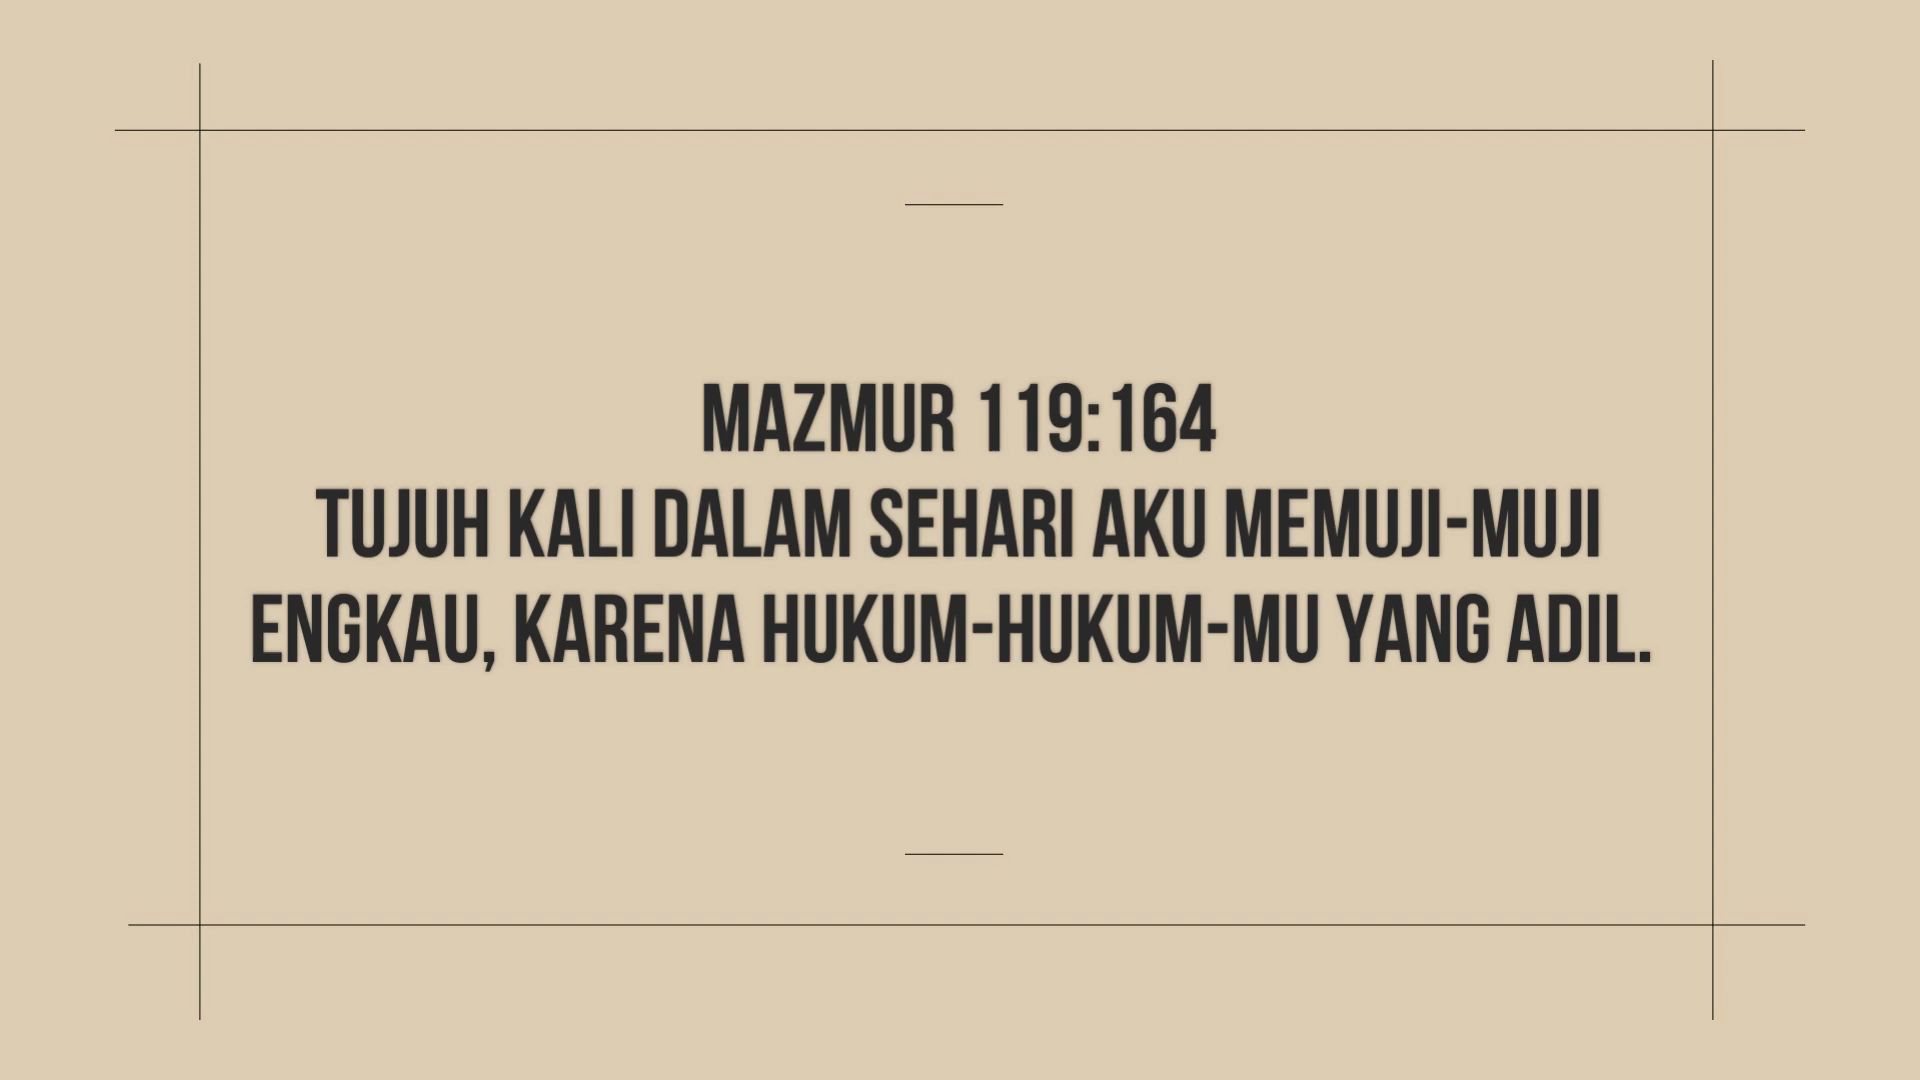 MAZMUR 119:164
TUJUH KALI DALAM SEHARI AKU MEMUJI-MUJI
ENGKAU, KARENA HUKUM-HUKUM-MU YANG ADIL.